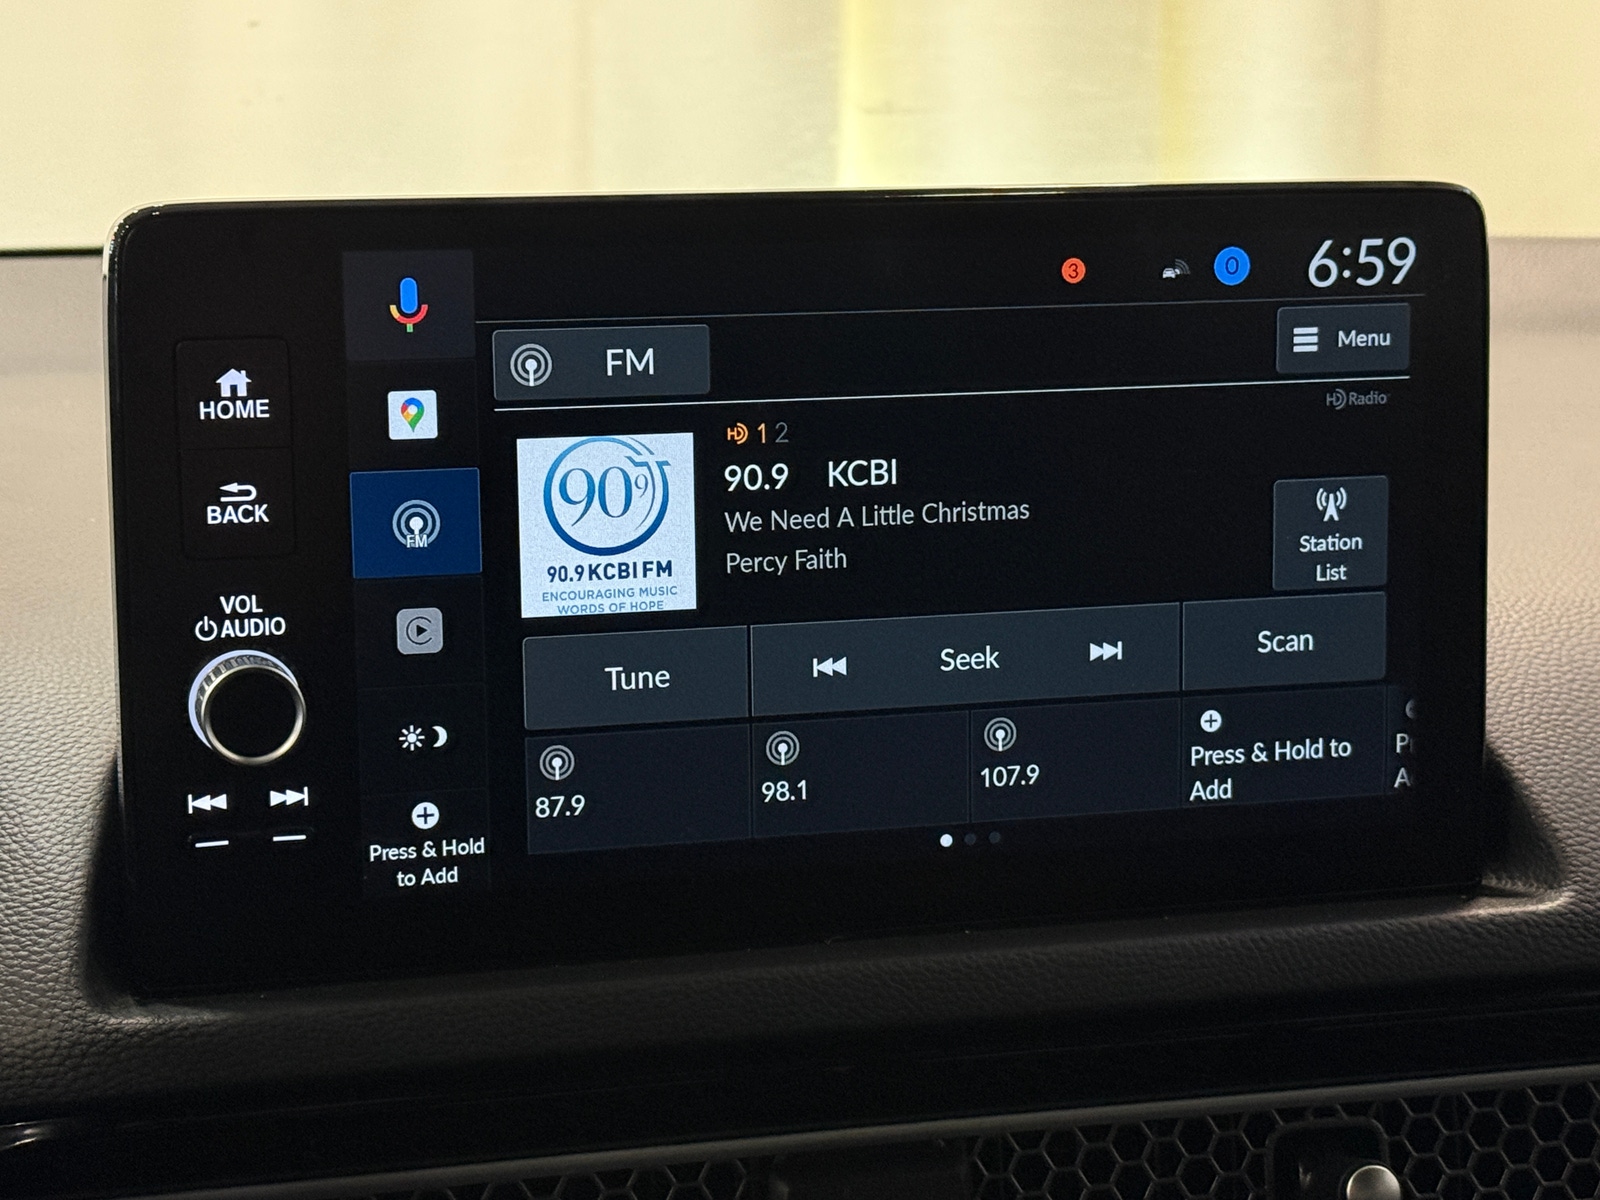 3
0
6:59
FM
Menu
HD Radio
HOME
HD 1 2
90.9 KCBI
90⁹
We Need A Little Christmas
Percy Faith
BACK
FM
Station
List
90.9 KCBI FM
ENCOURAGING MUSIC
WORDS OF HOPE
VOL
AUDIO
Tune
Seek
Scan
87.9
98.1
107.9
Press & Hold to
Add
Press & Hold
to Add